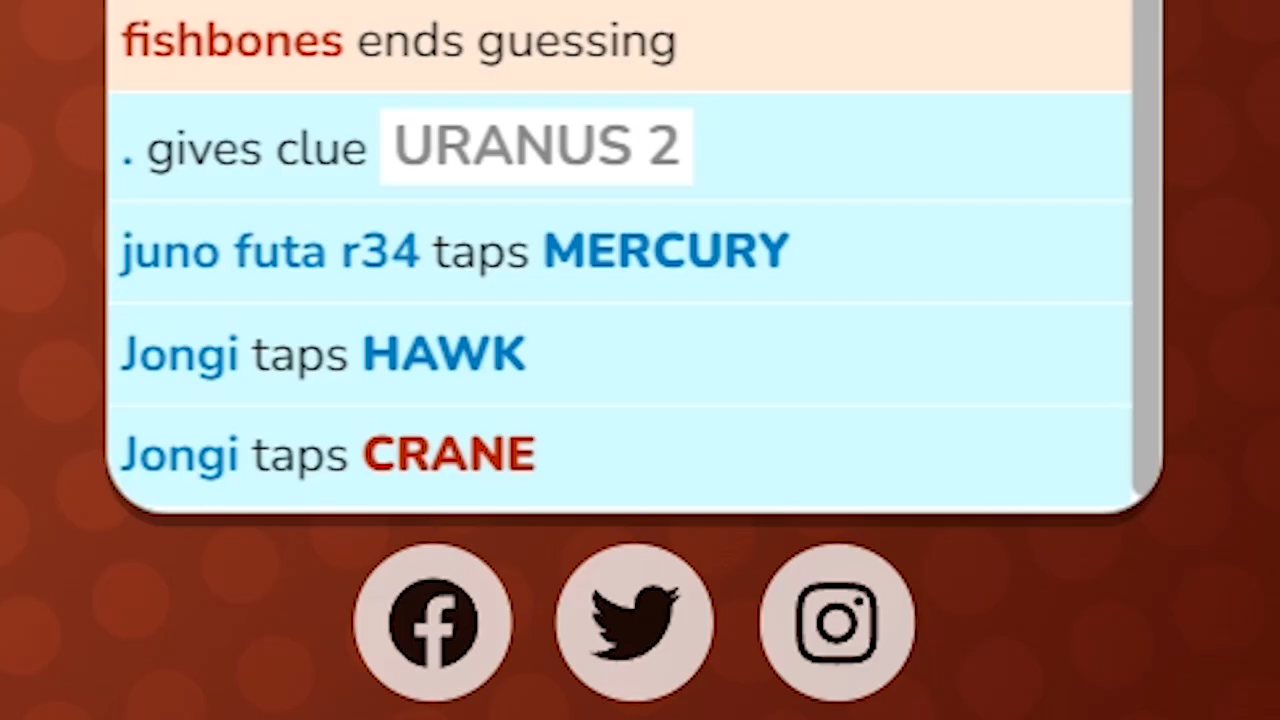 fishbones ends guessing
. gives clue URANUS 2
juno futa r34 taps MERCURY
Jongi taps HAWK
Jongi taps CRANE